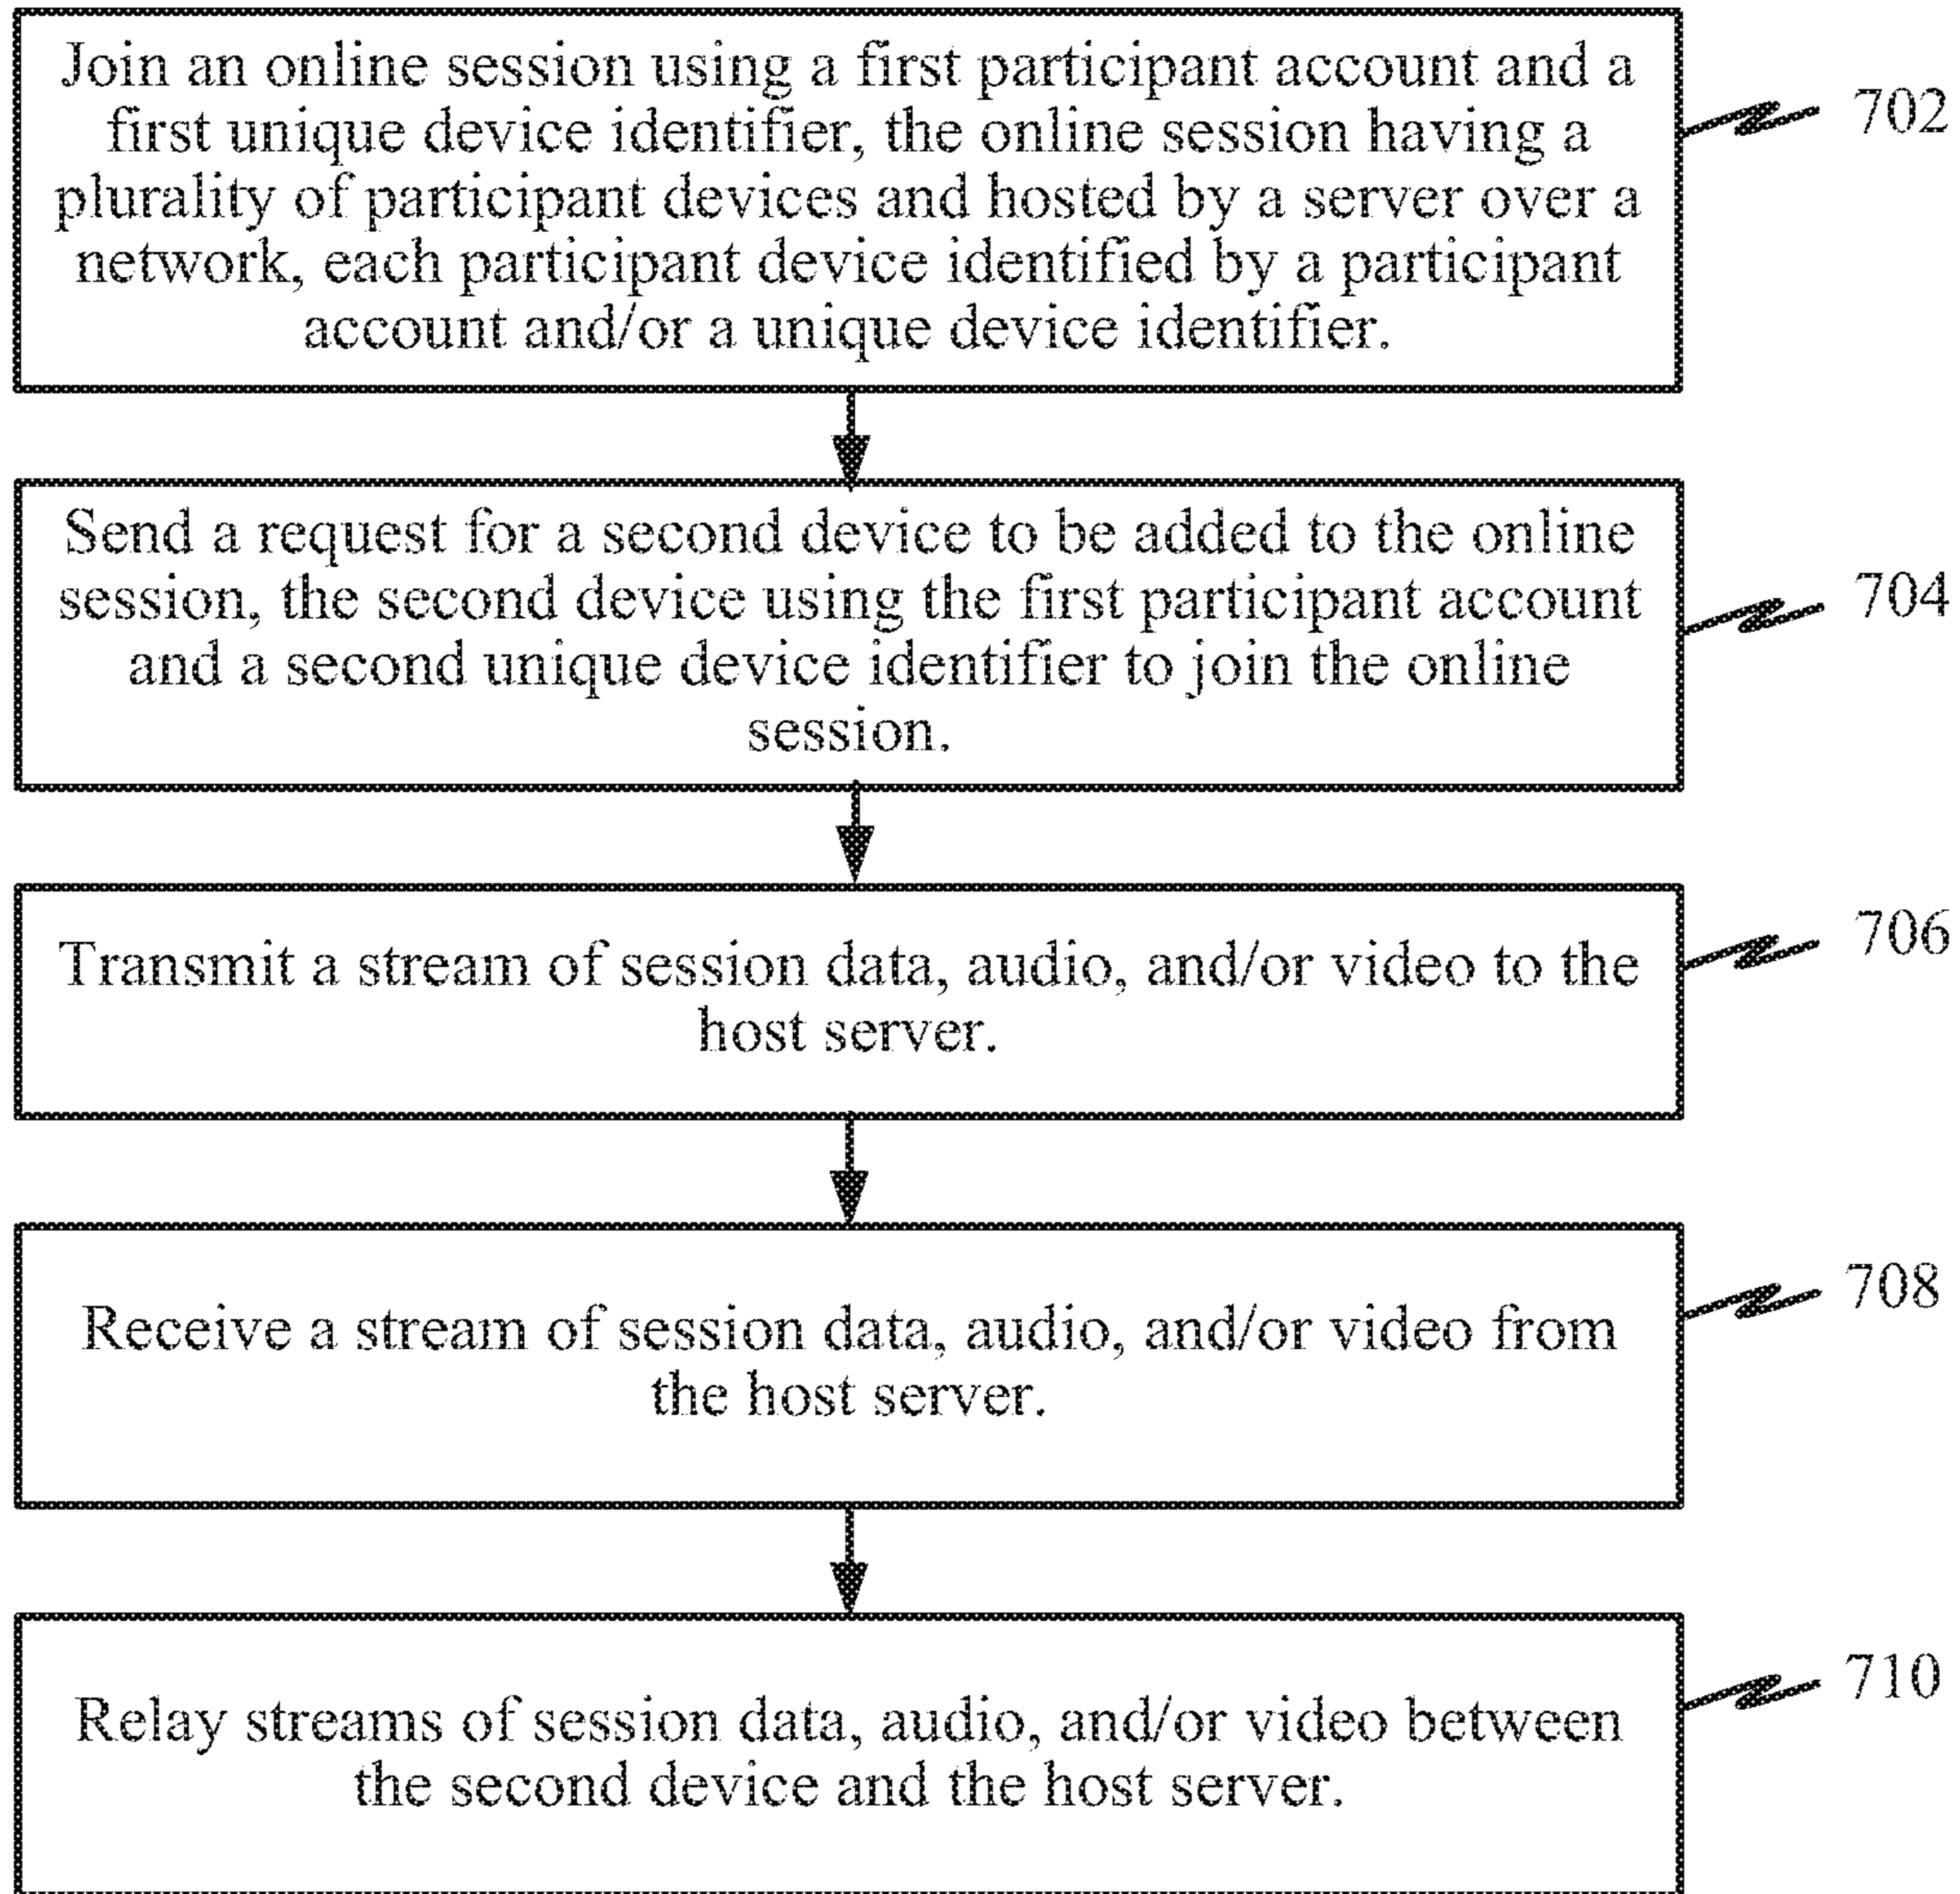 Join an online session using a first participant account and a
first unique device identifier, the online session having a
plurality of participant devices and hosted by a server over a
network, each participant device identified by a participant
account and/or a unique device identifier.
702
Send a request for a second device to be added to the online
session, the second device using the first participant account
and a second unique device identifier to join the online
session.
704
Transmit a stream of session data, audio, and/or video to the
host server.
706
Receive a stream of session data, audio, and/or video from
the host server.
708
Relay streams of session data, audio, and/or video between
the second device and the host server.
710